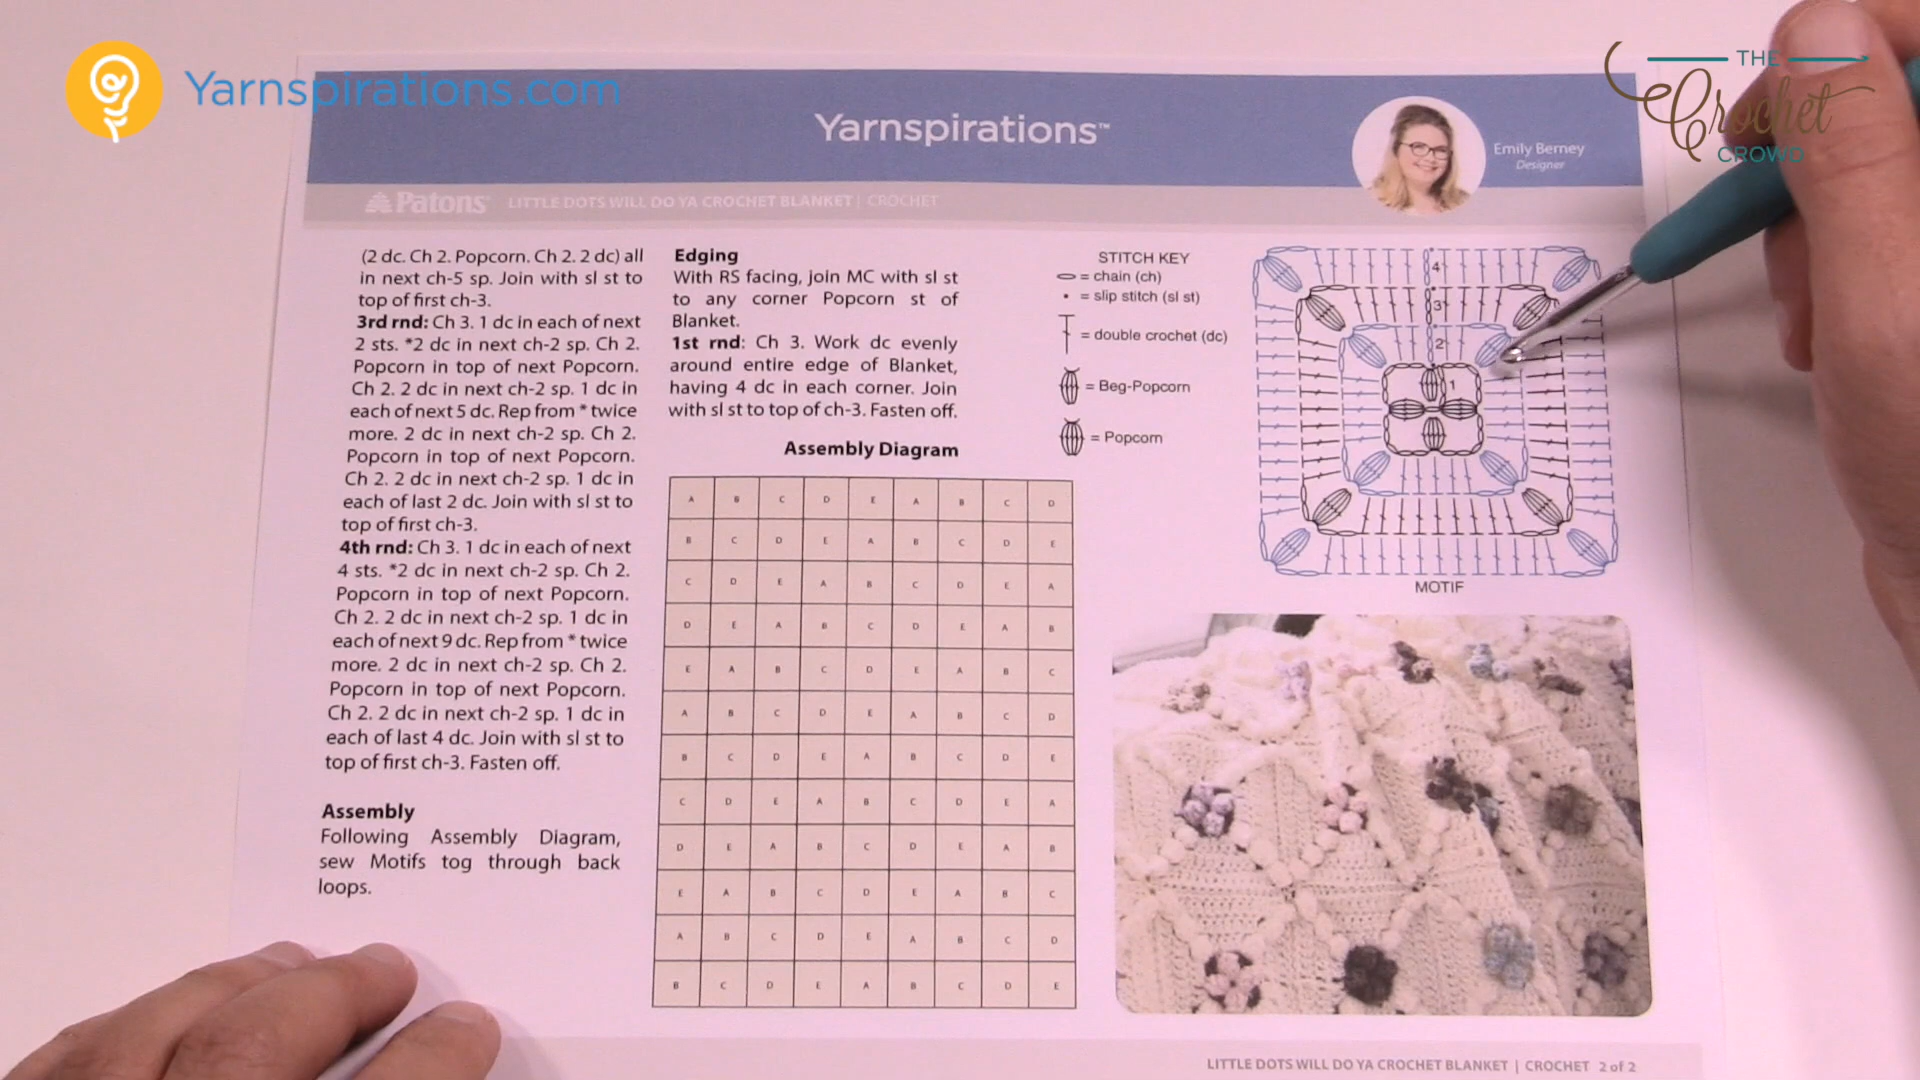 Yarnspirations.com
THE
Crochet
CROWD
Yarnspirations™
Emily Berney
Designer
Patons®
LITTLE DOTS WILL DO YA CROCHET BLANKET | CROCHET
(2 dc. Ch 2. Popcorn. Ch 2. 2 dc) all
in next ch-5 sp. Join with sl st to
top of first ch-3.
3rd rnd: Ch 3. 1 dc in each of next
2 sts. *2 dc in next ch-2 sp. Ch 2.
Popcorn in top of next Popcorn.
Ch 2. 2 dc in next ch-2 sp. 1 dc in
each of next 5 dc. Rep from * twice
more. 2 dc in next ch-2 sp. Ch 2.
Popcorn in top of next Popcorn.
Ch 2. 2 dc in next ch-2 sp. 1 dc in
each of last 2 dc. Join with sl st to
top of first ch-3.
4th rnd: Ch 3. 1 dc in each of next
4 sts. *2 dc in next ch-2 sp. Ch 2.
Popcorn in top of next Popcorn.
Ch 2. 2 dc in next ch-2 sp. 1 dc in
each of next 9 dc. Rep from * twice
more. 2 dc in next ch-2 sp. Ch 2.
Popcorn in top of next Popcorn.
Ch 2. 2 dc in next ch-2 sp. 1 dc in
each of last 4 dc. Join with sl st to
top of first ch-3. Fasten off.
Assembly
Following Assembly Diagram,
sew Motifs tog through back
loops.
Edging
With RS facing, join MC with sl st
to any corner Popcorn st of
Blanket.
1st rnd: Ch 3. Work dc evenly
around entire edge of Blanket,
having 4 dc in each corner. Join
with sl st to top of ch-3. Fasten off.
Assembly Diagram
A B C D E A B C D
B C D E A B C D E
C D E A B C D E A
D E A B C D E A B
E A B C D E A B C
A B C D E A B C D
B C D E A B C D E
C D E A B C D E A
D E A B C D E A B
E A B C D E A B C
A B C D E A B C D
B C D E A B C D E
STITCH KEY
= chain (ch)
• = slip stitch (sl st)
= double crochet (dc)
= Beg-Popcorn
= Popcorn
4
3
2
1
MOTIF
LITTLE DOTS WILL DO YA CROCHET BLANKET | CROCHET 2 of 2